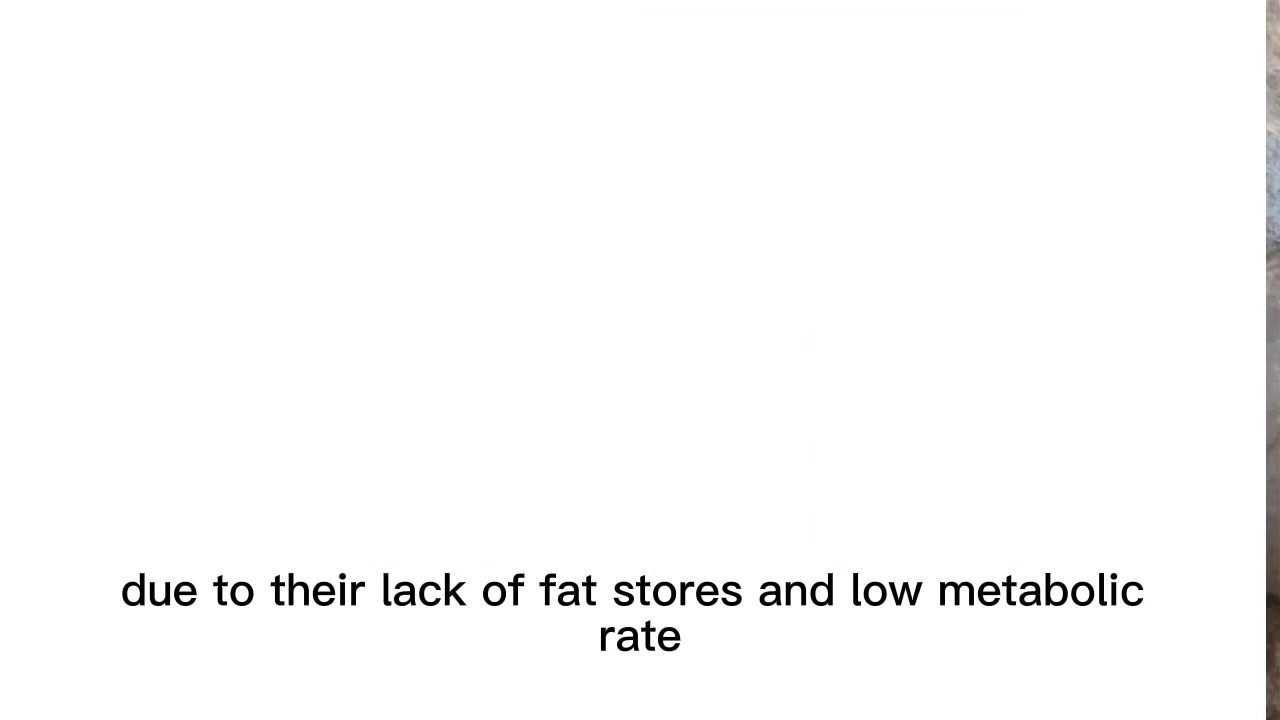 due to their lack of fat stores and low metabolic
rate